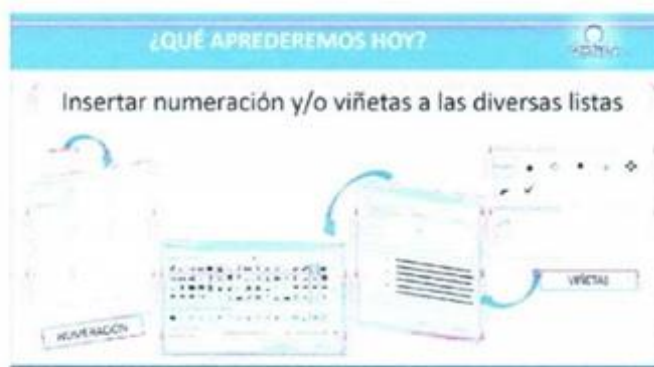 ¿QUÉ APREDEREMOS HOY?
Insertar numeración y/o viñetas a las diversas listas
VIÑETAS
NUMERACIÓN